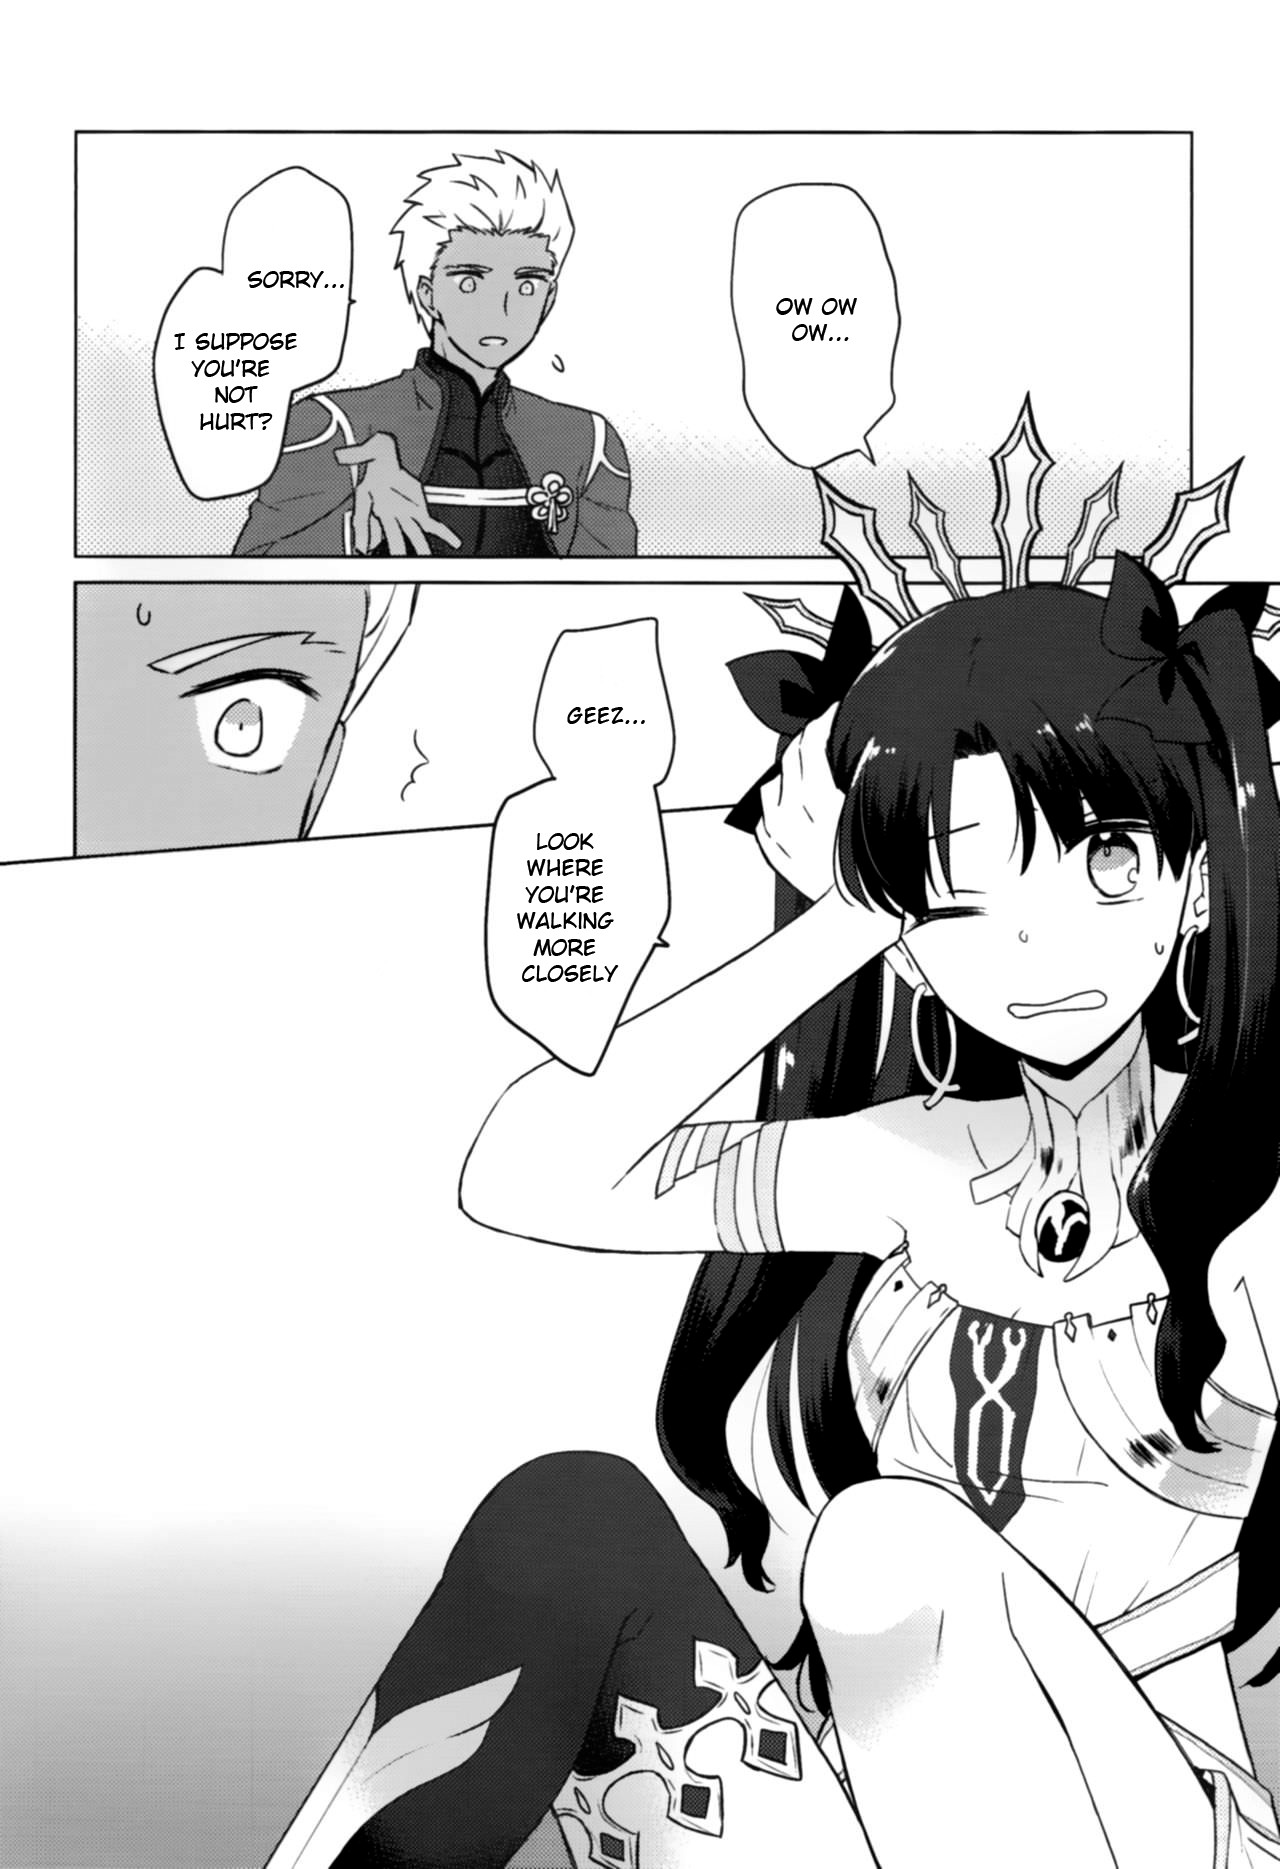 OW OW
OW...
SORRY...
I SUPPOSE
YOU'RE
NOT
HURT?
GEEZ...
LOOK
WHERE
YOU'RE
WALKING
MORE
CLOSELY